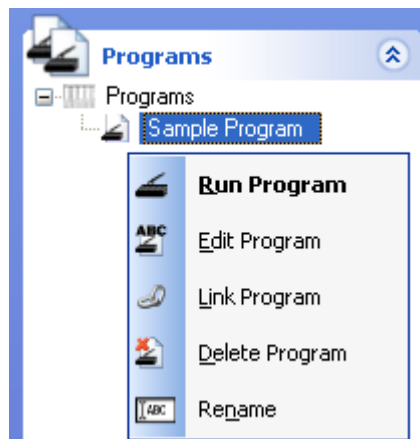 Programs
Programs
Sample Program
Run Program
ABC
Edit Program
Link Program
Delete Program
ABC
Rename